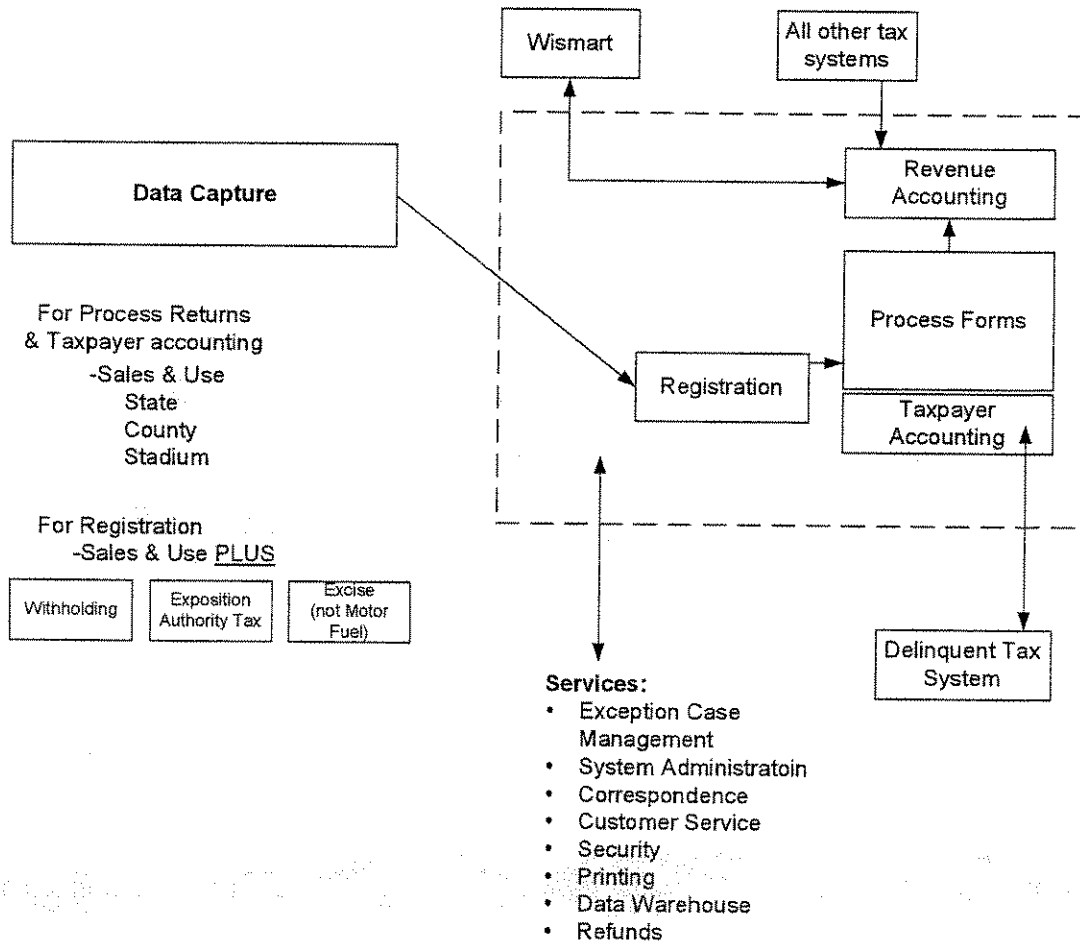 Wismart
All other tax
systems
Data Capture
Revenue
Accounting
For Process Returns
& Taxpayer accounting
-Sales & Use
State
County
Stadium
Process Forms
Registration
Taxpayer
Accounting
For Registration
-Sales & Use PLUS
Withholding
Exposition
Authority Tax
Excise
(not Motor
Fuel)
Delinquent Tax
System
Services:
• Exception Case
Management
• System Administratoin
• Correspondence
• Customer Service
• Security
• Printing
• Data Warehouse
• Refunds